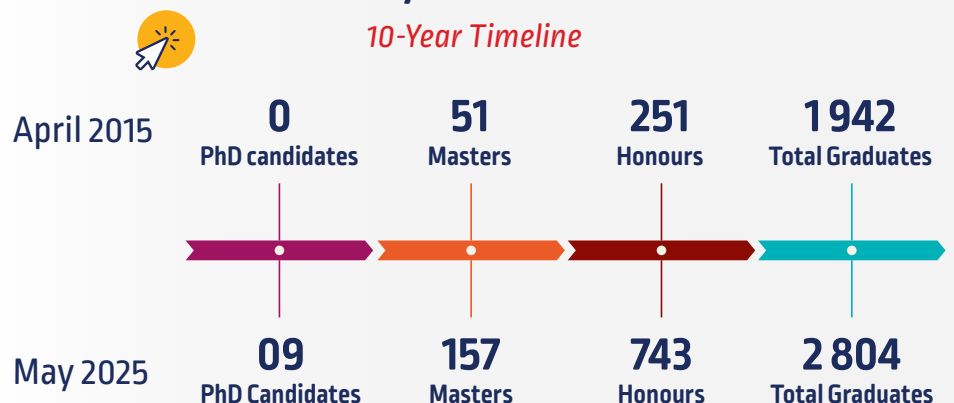 10-Year Timeline
April 2015
0
PhD candidates
51
Masters
251
Honours
1 942
Total Graduates
May 2025
09
PhD Candidates
157
Masters
743
Honours
2 804
Total Graduates